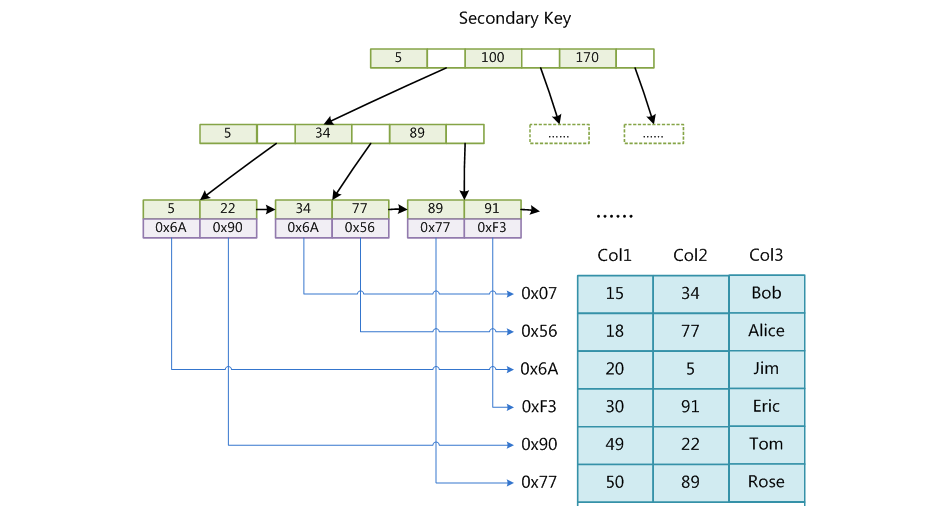 Secondary Key
5 100 170
5 34 89
...... ......
5 22 34 77 89 91
0x6A 0x90 0x6A 0x56 0x77 0xF3
......
Col1 Col2 Col3
0x07 15 34 Bob
0x56 18 77 Alice
0x6A 20 5 Jim
0xF3 30 91 Eric
0x90 49 22 Tom
0x77 50 89 Rose